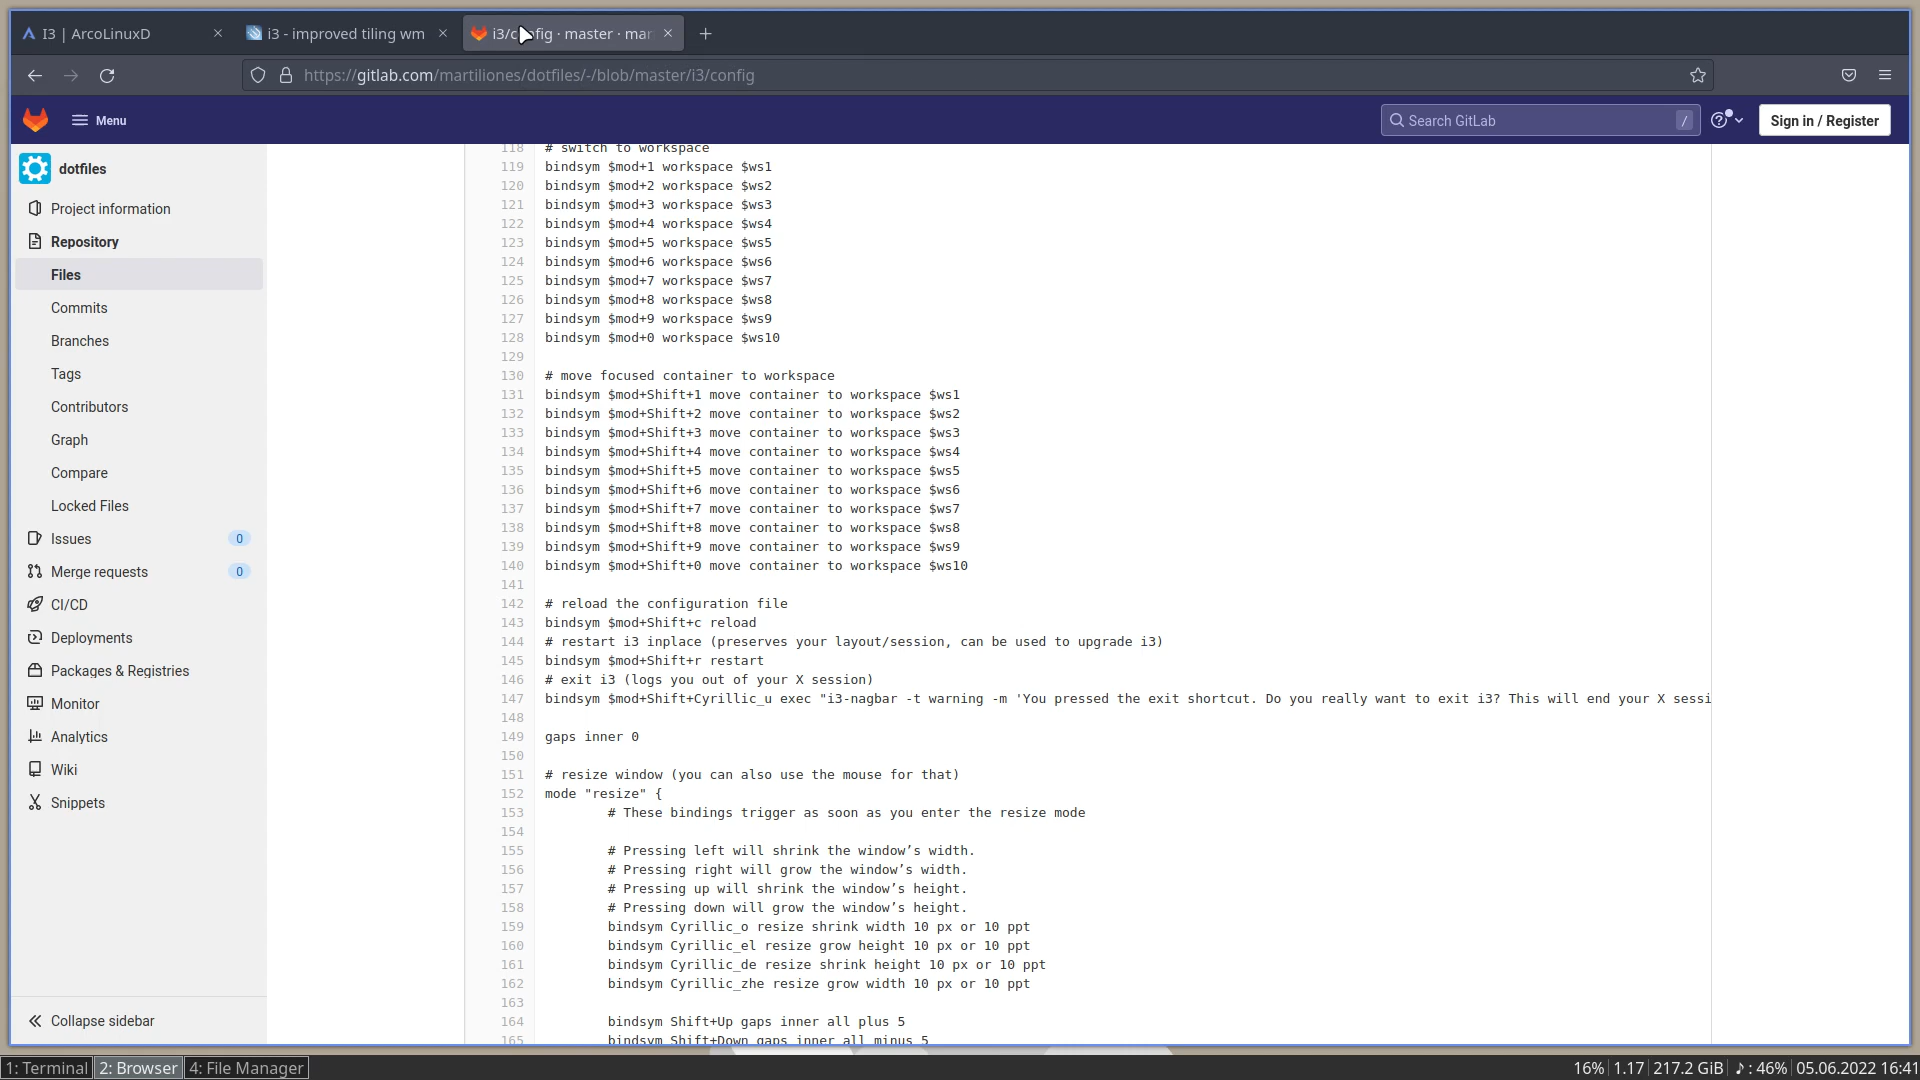 I3 | ArcoLinuxD
i3 - improved tiling wm
i3/config · master · mar
https://gitlab.com/martiliones/dotfiles/-/blob/master/i3/config
Menu
Search GitLab
/
Sign in / Register
dotfiles
Project information
Repository
Files
Commits
Branches
Tags
Contributors
Graph
Compare
Locked Files
Issues 0
Merge requests 0
CI/CD
Deployments
Packages & Registries
Monitor
Analytics
Wiki
Snippets
Collapse sidebar
118 # switch to workspace
119 bindsym $mod+1 workspace $ws1
120 bindsym $mod+2 workspace $ws2
121 bindsym $mod+3 workspace $ws3
122 bindsym $mod+4 workspace $ws4
123 bindsym $mod+5 workspace $ws5
124 bindsym $mod+6 workspace $ws6
125 bindsym $mod+7 workspace $ws7
126 bindsym $mod+8 workspace $ws8
127 bindsym $mod+9 workspace $ws9
128 bindsym $mod+0 workspace $ws10
129
130 # move focused container to workspace
131 bindsym $mod+Shift+1 move container to workspace $ws1
132 bindsym $mod+Shift+2 move container to workspace $ws2
133 bindsym $mod+Shift+3 move container to workspace $ws3
134 bindsym $mod+Shift+4 move container to workspace $ws4
135 bindsym $mod+Shift+5 move container to workspace $ws5
136 bindsym $mod+Shift+6 move container to workspace $ws6
137 bindsym $mod+Shift+7 move container to workspace $ws7
138 bindsym $mod+Shift+8 move container to workspace $ws8
139 bindsym $mod+Shift+9 move container to workspace $ws9
140 bindsym $mod+Shift+0 move container to workspace $ws10
141
142 # reload the configuration file
143 bindsym $mod+Shift+c reload
144 # restart i3 inplace (preserves your layout/session, can be used to upgrade i3)
145 bindsym $mod+Shift+r restart
146 # exit i3 (logs you out of your X session)
147 bindsym $mod+Shift+Cyrillic_u exec "i3-nagbar -t warning -m 'You pressed the exit shortcut. Do you really want to exit i3? This will end your X sessi
148
149 gaps inner 0
150
151 # resize window (you can also use the mouse for that)
152 mode "resize" {
153 # These bindings trigger as soon as you enter the resize mode
154
155 # Pressing left will shrink the window’s width.
156 # Pressing right will grow the window’s width.
157 # Pressing up will shrink the window’s height.
158 # Pressing down will grow the window’s height.
159 bindsym Cyrillic_o resize shrink width 10 px or 10 ppt
160 bindsym Cyrillic_el resize grow height 10 px or 10 ppt
161 bindsym Cyrillic_de resize shrink height 10 px or 10 ppt
162 bindsym Cyrillic_zhe resize grow width 10 px or 10 ppt
163
164 bindsym Shift+Up gaps inner all plus 5
165 bindsym Shift+Down gaps inner all minus 5
1: Terminal 2: Browser 4: File Manager
16% 1.17 217.2 GiB ♪: 46% 05.06.2022 16:41